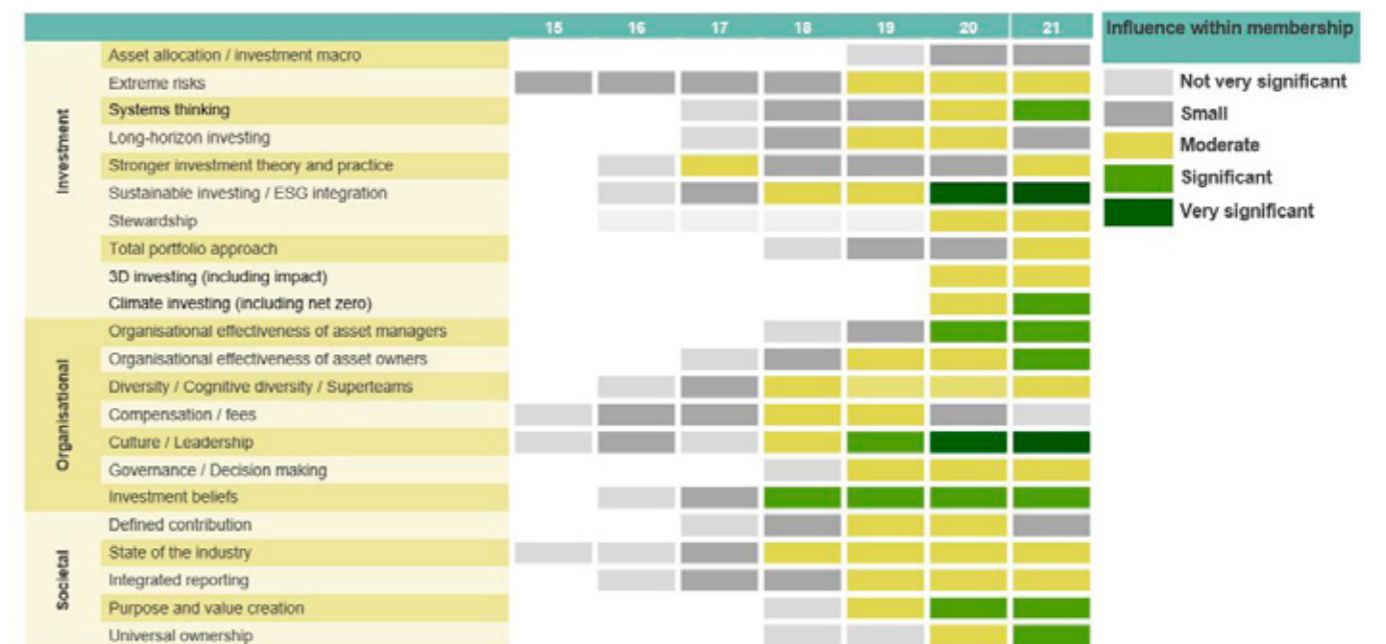 15 16 17 18 19 20 21
Influence within membership
Investment
Asset allocation / investment macro
Extreme risks
Systems thinking
Long-horizon investing
Stronger investment theory and practice
Sustainable investing / ESG integration
Stewardship
Total portfolio approach
3D investing (including impact)
Climate investing (including net zero)
Organisational
Organisational effectiveness of asset managers
Organisational effectiveness of asset owners
Diversity / Cognitive diversity / Superteams
Compensation / fees
Culture / Leadership
Governance / Decision making
Investment beliefs
Societal
Defined contribution
State of the industry
Integrated reporting
Purpose and value creation
Universal ownership
Not very significant
Small
Moderate
Significant
Very significant